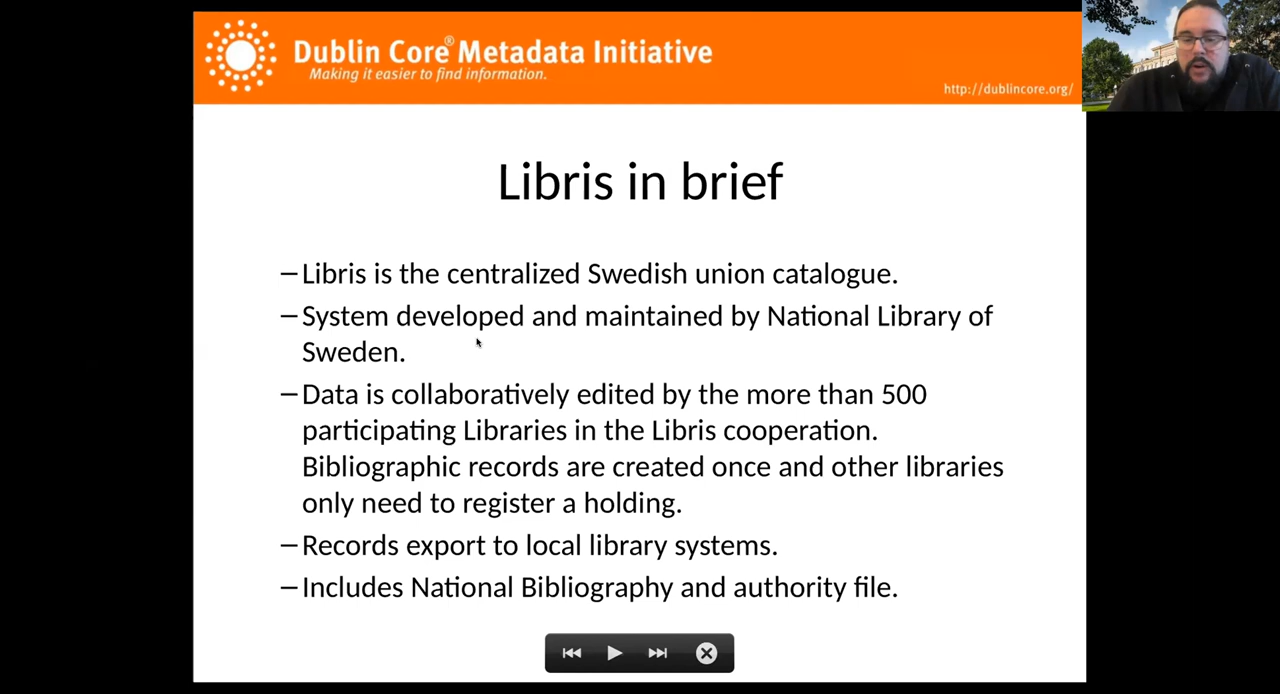 Dublin Core® Metadata Initiative
Making it easier to find information.
http://dublincore.org/
Libris in brief
– Libris is the centralized Swedish union catalogue.
– System developed and maintained by National Library of
Sweden.
– Data is collaboratively edited by the more than 500
participating Libraries in the Libris cooperation.
Bibliographic records are created once and other libraries
only need to register a holding.
– Records export to local library systems.
– Includes National Bibliography and authority file.